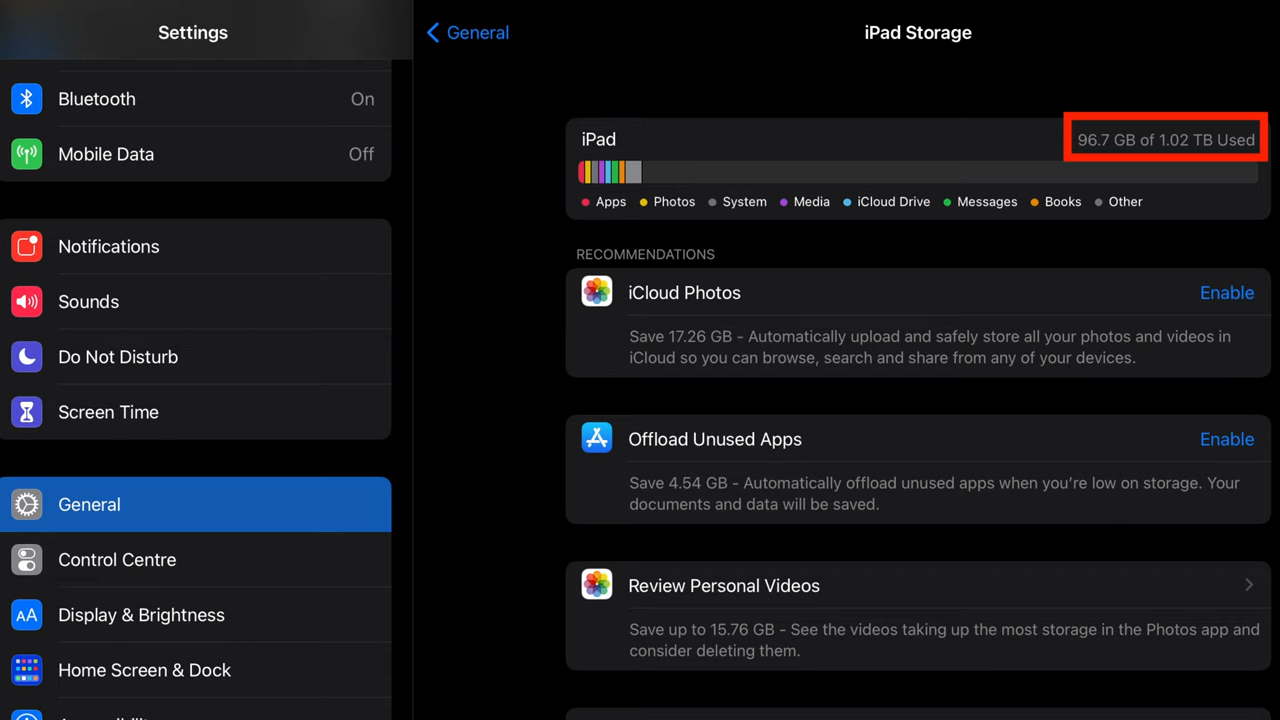 Settings
Bluetooth
On
Mobile Data
Off
Notifications
Sounds
Do Not Disturb
Screen Time
General
Control Centre
AA
Display & Brightness
Home Screen & Dock
General
iPad Storage
iPad
96.7 GB of 1.02 TB Used
Apps
Photos
System
Media
iCloud Drive
Messages
Books
Other
RECOMMENDATIONS
iCloud Photos
Enable
Save 17.26 GB - Automatically upload and safely store all your photos and videos in
iCloud so you can browse, search and share from any of your devices.
Offload Unused Apps
Enable
Save 4.54 GB - Automatically offload unused apps when you’re low on storage. Your
documents and data will be saved.
Review Personal Videos
Save up to 15.76 GB - See the videos taking up the most storage in the Photos app and
consider deleting them.